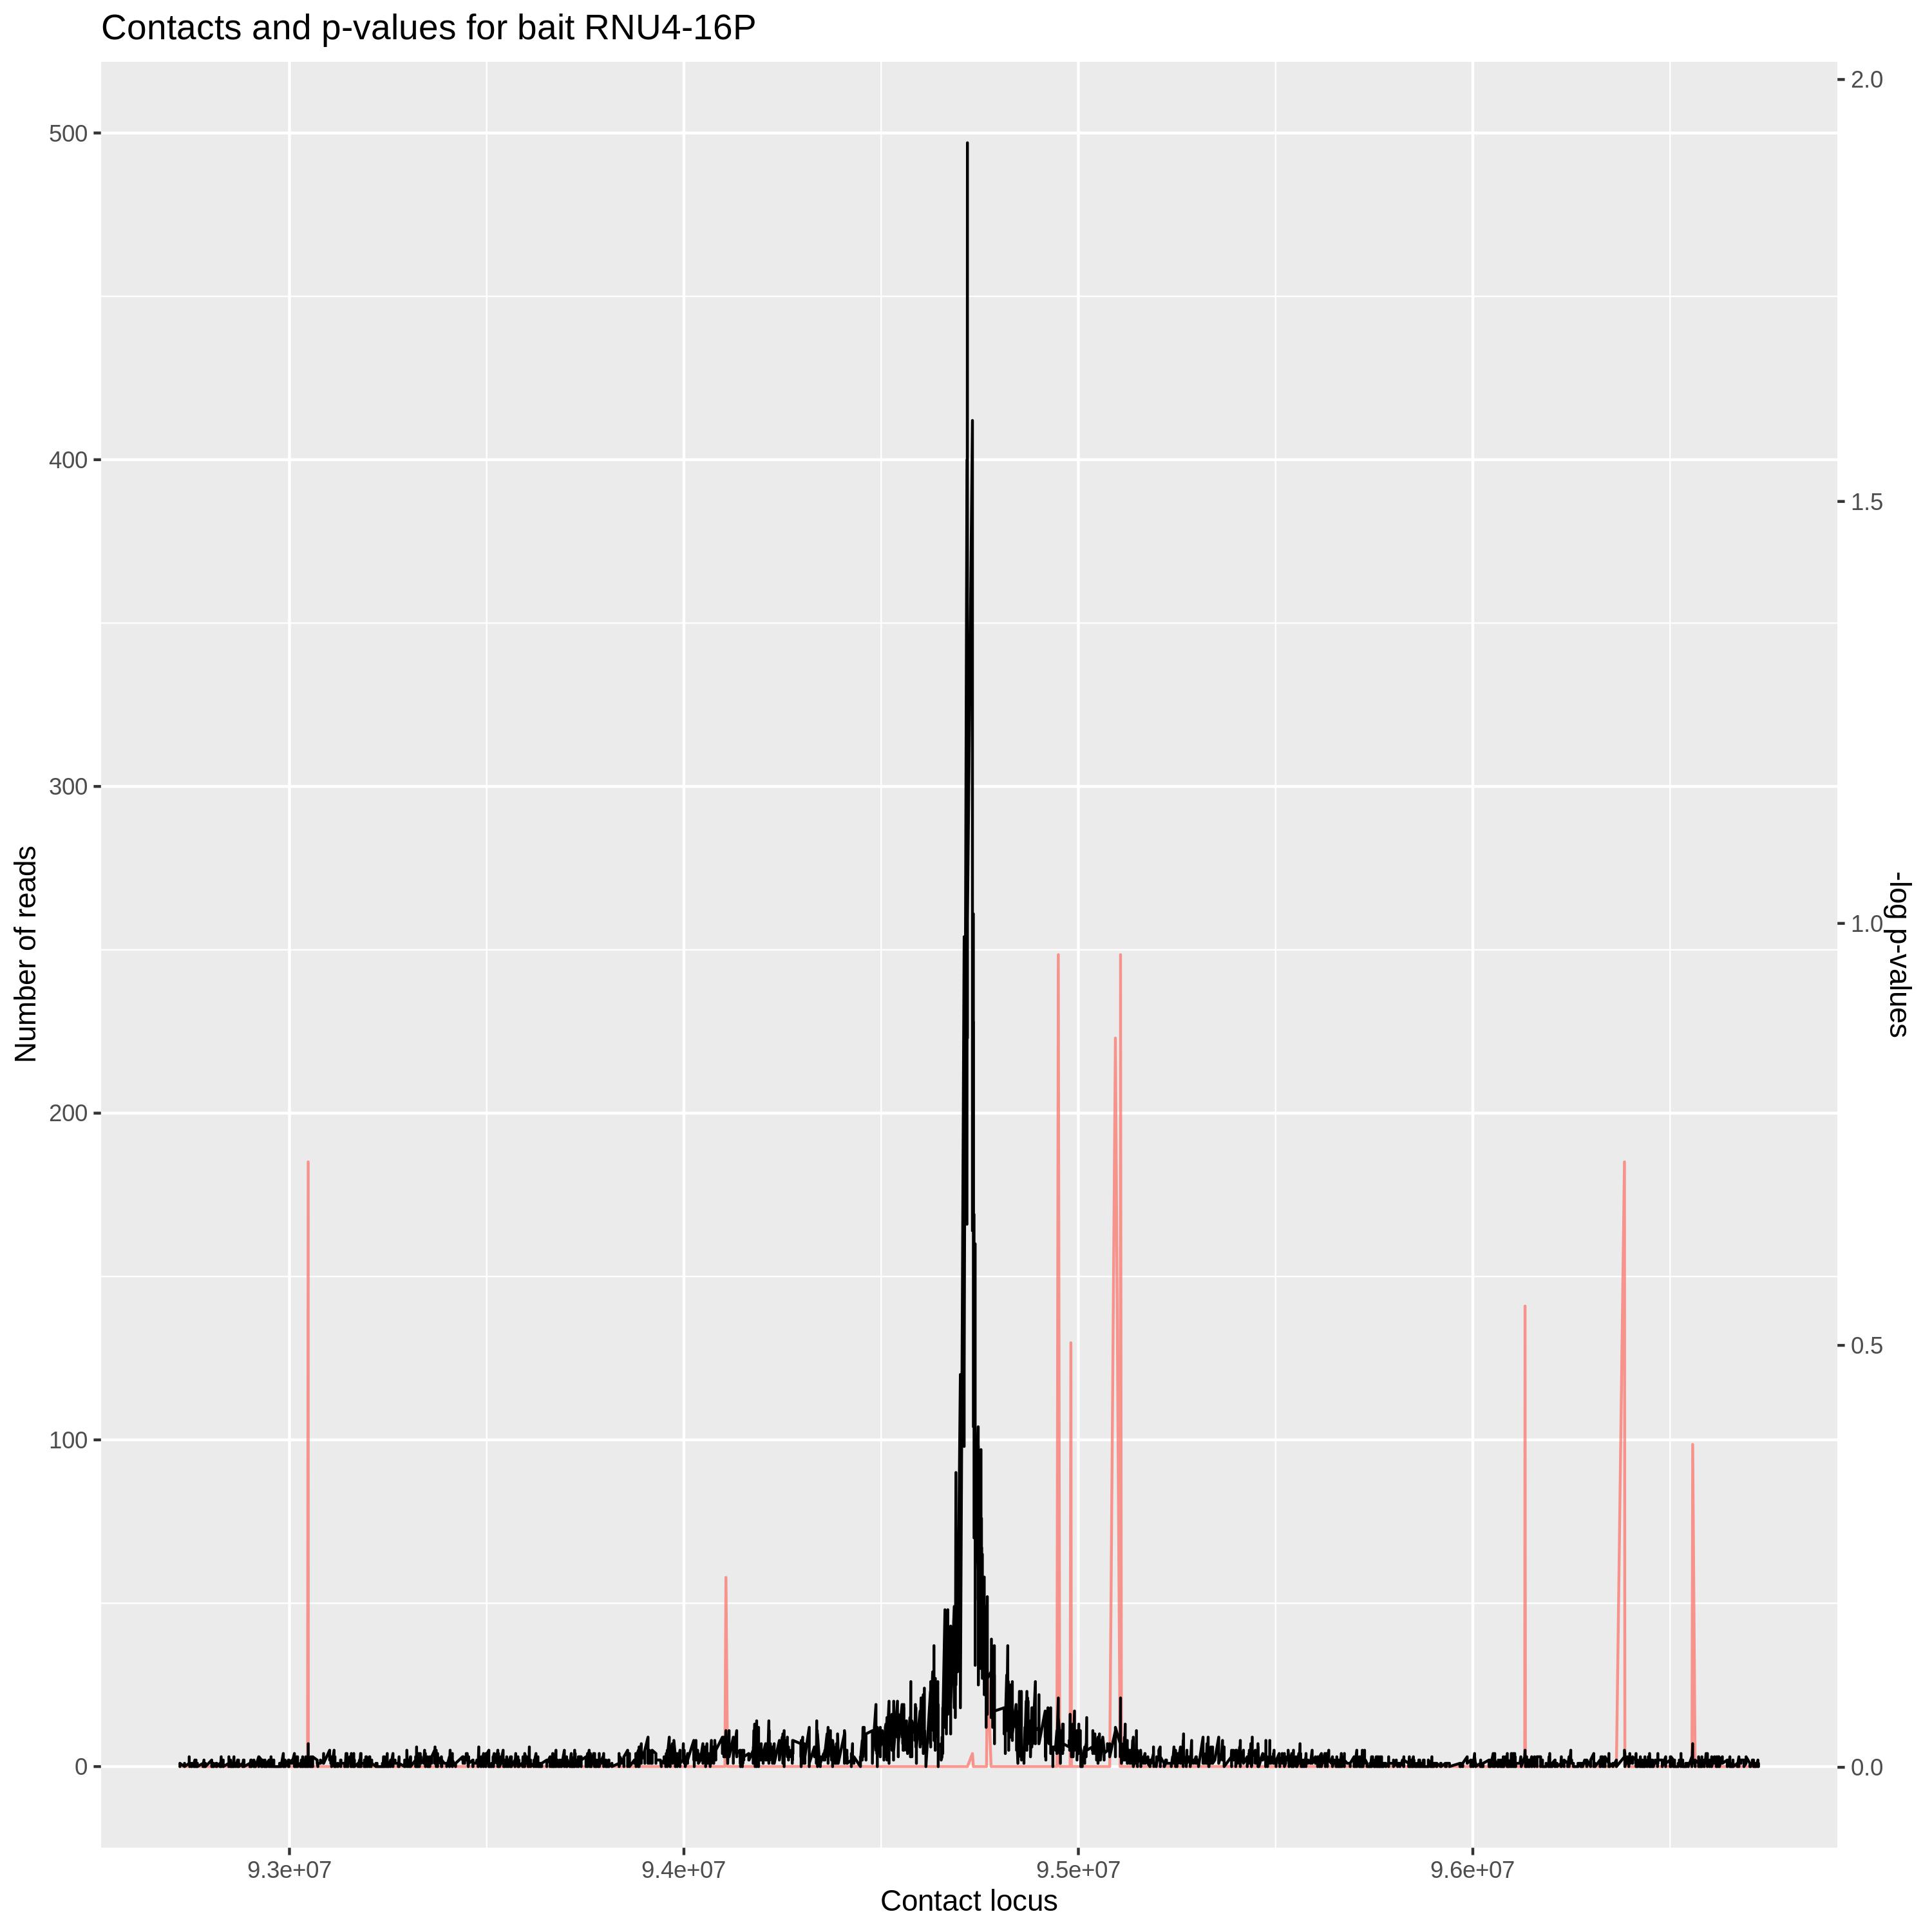 Contacts and p-values for bait RNU4-16P
500
400
300
200
100
0
Number of reads
2.0
1.5
1.0
0.5
0.0
-log p-values
9.3e+07
9.4e+07
9.5e+07
9.6e+07
Contact locus